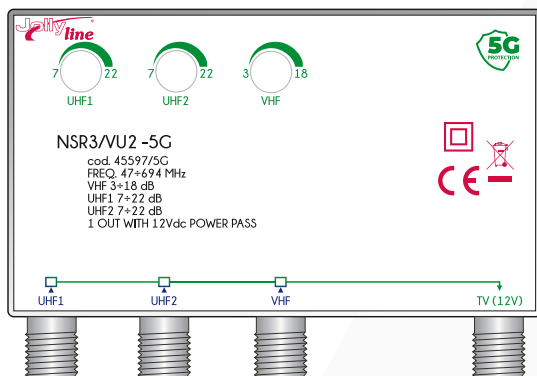 Jolly line
5G
PROTECTION
7 22 7 22 3 18
UHF1 UHF2 VHF
NSR3/VU2 -5G
cod. 45597/5G
FREQ. 47÷694 MHz
VHF 3÷18 dB
UHF1 7÷22 dB
UHF2 7÷22 dB
1 OUT WITH 12Vdc POWER PASS
CE
UHF1 UHF2 VHF TV (12V)